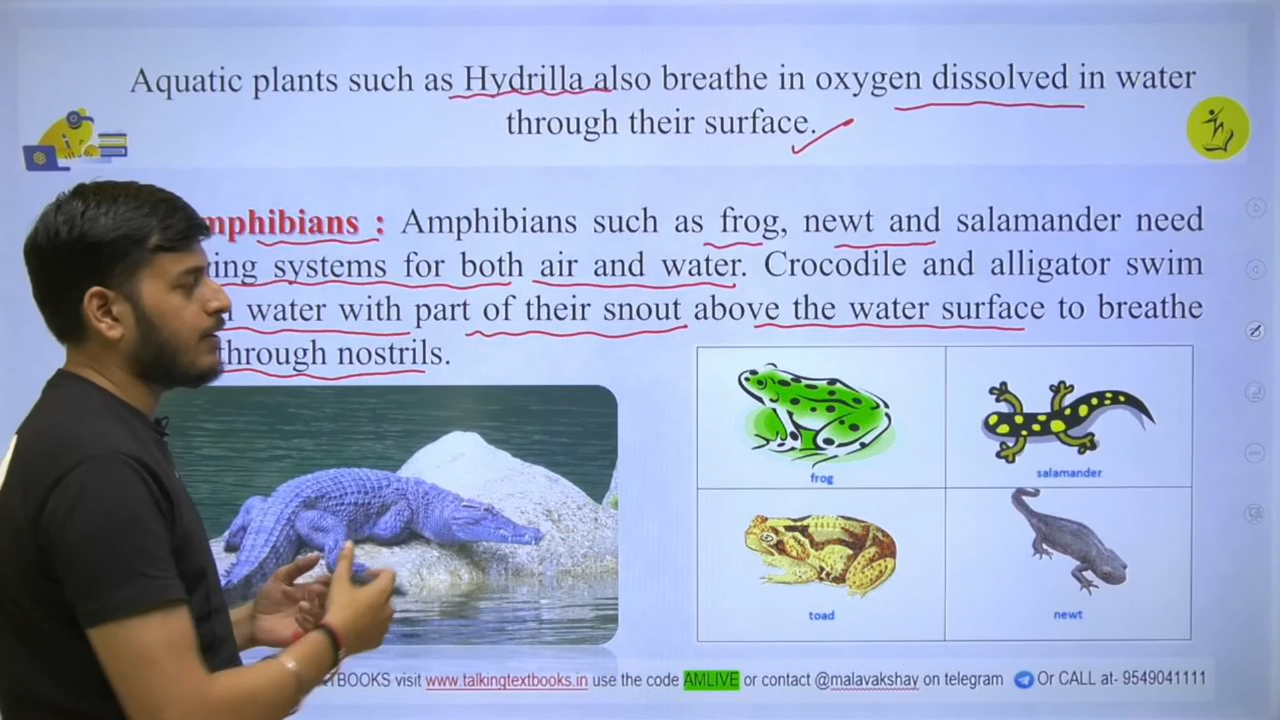 Aquatic plants such as Hydrilla also breathe in oxygen dissolved in water
through their surface.
mphibians : Amphibians such as frog, newt and salamander need
ing systems for both air and water. Crocodile and alligator swim
water with part of their snout above the water surface to breathe
through nostrils.
frog
salamander
toad
newt
TBOOKS visit www.talkingtextbooks.in use the code AMLIVE or contact @malavakshay on telegram Or CALL at- 9549041111